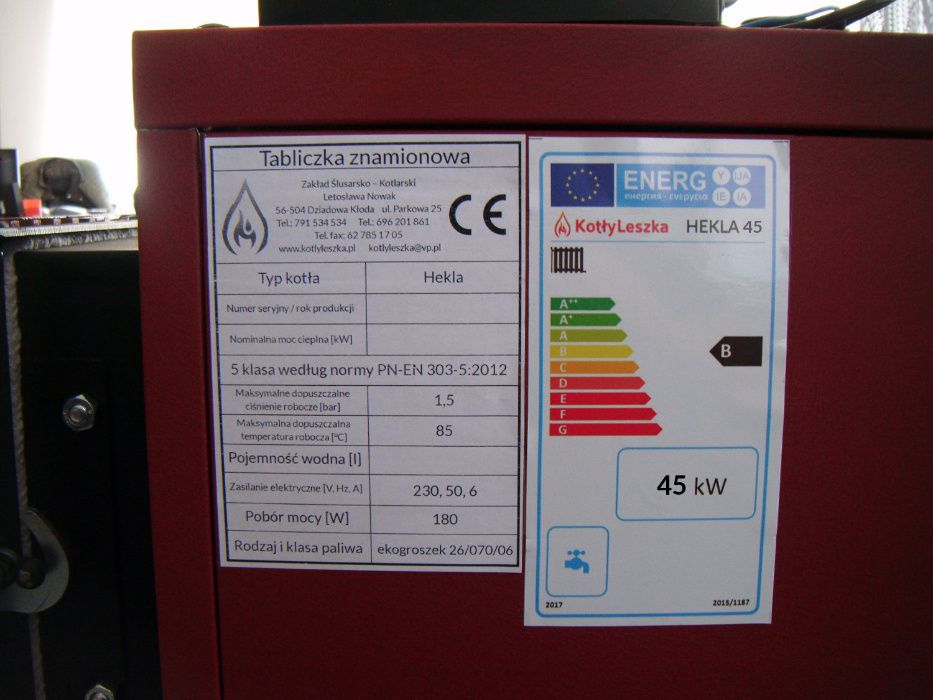 Tabliczka znamionowa
Zakład Ślusarsko – Kotlarski
Letosława Nowak
56-504 Dziadowa Kłoda ul. Parkowa 25
Tel.: 791 534 534 Tel.: 696 201 861
Tel. fax: 62 785 17 05
www.kotlyleszka.pl kotlyleszka@vp.pl
CE
Typ kotła Hekla
Numer seryjny / rok produkcji
Nominalna moc cieplna [kW]
5 klasa według normy PN-EN 303-5:2012
Maksymalne dopuszczalne
ciśnienie robocze [bar] 1,5
Maksymalna dopuszczalna
temperatura robocza [°C] 85
Pojemność wodna [l]
Zasilanie elektryczne [V, Hz, A] 230, 50, 6
Pobór mocy [W] 180
Rodzaj i klasa paliwa ekogroszek 26/070/06
ENERG Y IJA
енергия · ενεργεια IE IA
KotłyLeszka HEKLA 45
A++
A+
A
B
C
D
E
F
G
B
45 kW
2017 2015/1187